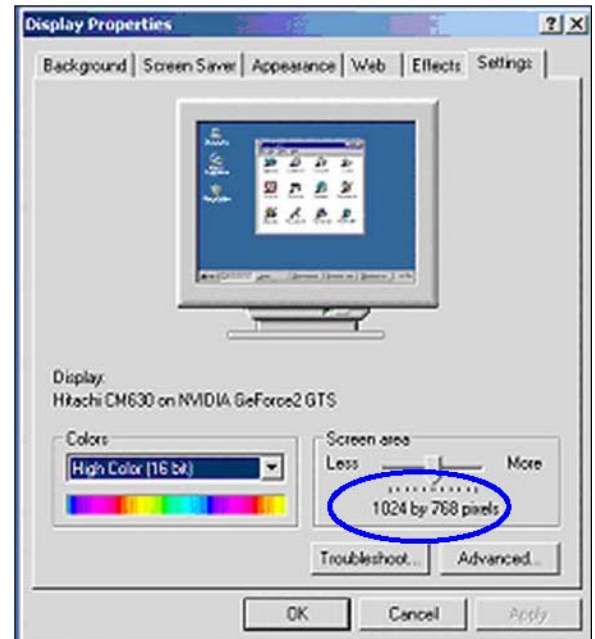 Display Properties
Background Screen Saver Appearance Web Effects Settings
Display:
Hitachi CM630 on NVIDIA GeForce2 GTS
Colors
High Color (16 bit)
Screen area
Less More
1024 by 768 pixels
Troubleshoot... Advanced...
OK Cancel Apply